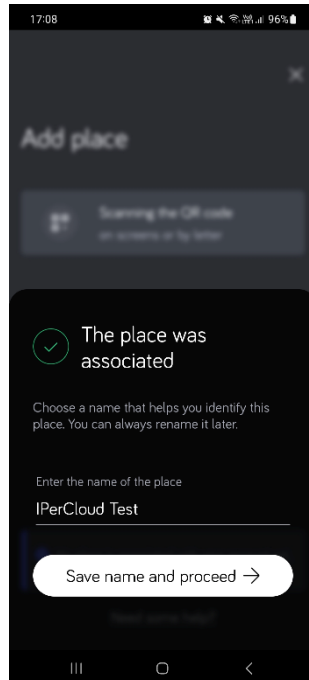 17:08
96%
Add place
Scanning the QR code
on screens or by letter
The place was
associated
Choose a name that helps you identify this
place. You can always rename it later.
Enter the name of the place
IPerCloud Test
Save name and proceed →
Need some help?